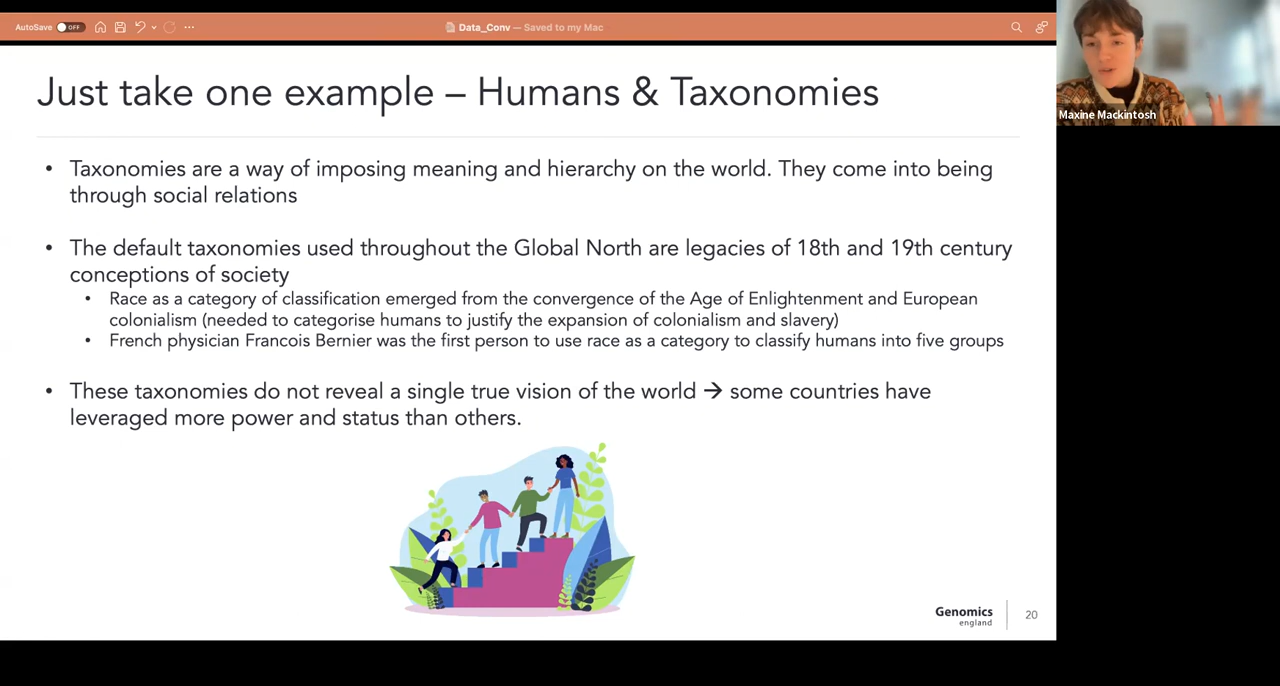 AutoSave OFF
Data_Conv — Saved to my Mac
Just take one example – Humans & Taxonomies
Maxine Mackintosh
• Taxonomies are a way of imposing meaning and hierarchy on the world. They come into being
through social relations
• The default taxonomies used throughout the Global North are legacies of 18th and 19th century
conceptions of society
• Race as a category of classification emerged from the convergence of the Age of Enlightenment and European
colonialism (needed to categorise humans to justify the expansion of colonialism and slavery)
• French physician Francois Bernier was the first person to use race as a category to classify humans into five groups
• These taxonomies do not reveal a single true vision of the world → some countries have
leveraged more power and status than others.
Genomics
england
20